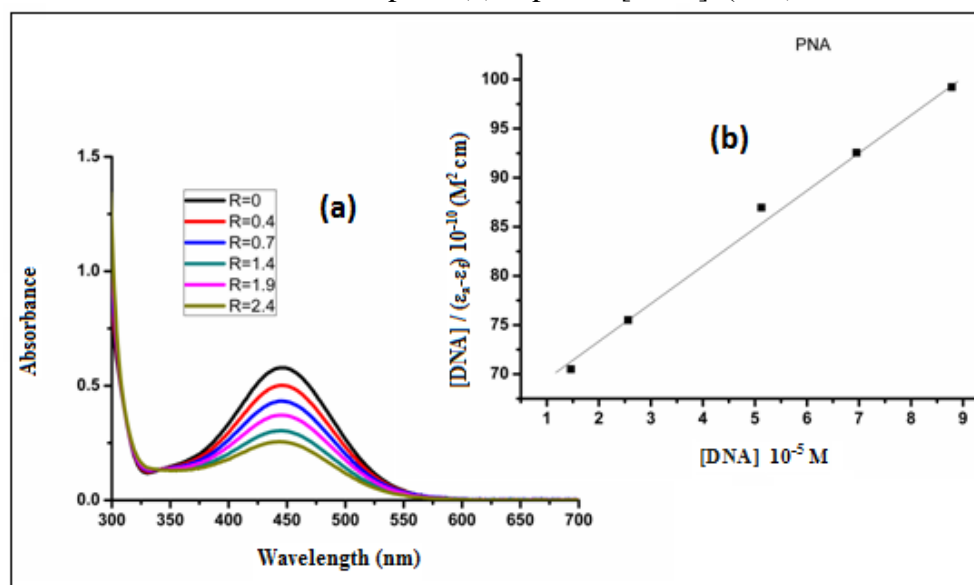 PNA
(b)
100
95
90
85
80
75
70
[DNA] / (εa-εf) 10-10 (M2 cm)
1 2 3 4 5 6 7 8 9
[DNA] 10-5 M
(a)
R=0
R=0.4
R=0.7
R=1.4
R=1.9
R=2.4
1.5
1.0
0.5
0.0
Absorbance
300 350 400 450 500 550 600 650 700
Wavelength (nm)